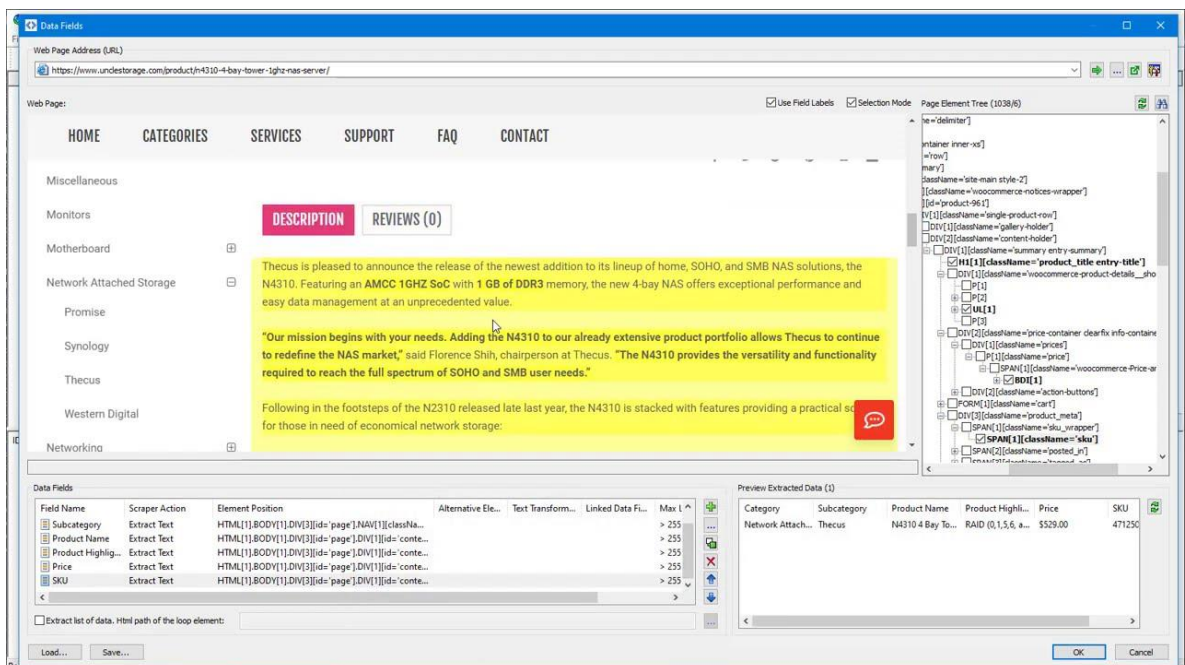 Data Fields
Web Page Address (URL)
https://www.unclestorage.com/product/n4310-4-bay-tower-1ghz-nas-server/
Web Page:
Use Field Labels
Selection Mode
Page Element Tree (1038/6)
HOME CATEGORIES SERVICES SUPPORT FAQ CONTACT
Miscellaneous
Monitors
Motherboard
Network Attached Storage
Promise
Synology
Thecus
Western Digital
Networking
DESCRIPTION
REVIEWS (0)
Thecus is pleased to announce the release of the newest addition to its lineup of home, SOHO, and SMB NAS solutions, the
N4310. Featuring an AMCC 1GHZ SoC with 1 GB of DDR3 memory, the new 4-bay NAS offers exceptional performance and
easy data management at an unprecedented value.
“Our mission begins with your needs. Adding the N4310 to our already extensive product portfolio allows Thecus to continue
to redefine the NAS market,” said Florence Shih, chairperson at Thecus. “The N4310 provides the versatility and functionality
required to reach the full spectrum of SOHO and SMB user needs.”
Following in the footsteps of the N2310 released late last year, the N4310 is stacked with features providing a practical
for those in need of economical network storage:
ne='delimiter']
ontainer inner-xs']
='row']
mary']
className='site-main style-2']
][className='woocommerce-notices-wrapper']
][id='product-961']
IV[1][className='single-product-row']
DIV[1][className='gallery-holder']
DIV[2][className='content-holder']
DIV[1][className='summary entry-summary']
H1[1][className='product_title entry-title']
DIV[1][className='woocommerce-product-details__sho
P[1]
P[2]
UL[1]
P[3]
DIV[2][className='price-container clearfix info-containe
DIV[1][className='prices']
P[1][className='price']
SPAN[1][className='woocommerce-Price-ar
BDI[1]
DIV[2][className='action-buttons']
FORM[1][className='cart']
DIV[3][className='product_meta']
SPAN[1][className='sku_wrapper']
SPAN[1][className='sku']
SPAN[2][className='posted_in']
SPAN[3][className='tagged_as']
Data Fields
Field Name Scraper Action Element Position Alternative Ele... Text Transform... Linked Data Fi... Max L
Subcategory Extract Text HTML[1].BODY[1].DIV[3][id='page'].NAV[1][classNa... > 255
Product Name Extract Text HTML[1].BODY[1].DIV[3][id='page'].DIV[1][id='conte... > 255
Product Highlig... Extract Text HTML[1].BODY[1].DIV[3][id='page'].DIV[1][id='conte... > 255
Price Extract Text HTML[1].BODY[1].DIV[3][id='page'].DIV[1][id='conte... > 255
SKU Extract Text HTML[1].BODY[1].DIV[3][id='page'].DIV[1][id='conte... > 255
Extract list of data. Html path of the loop element:
Preview Extracted Data (1)
Category Subcategory Product Name Product Highli... Price SKU
Network Attach... Thecus N4310 4 Bay To... RAID (0,1,5,6, a... $529.00 471250
Load... Save...
OK Cancel